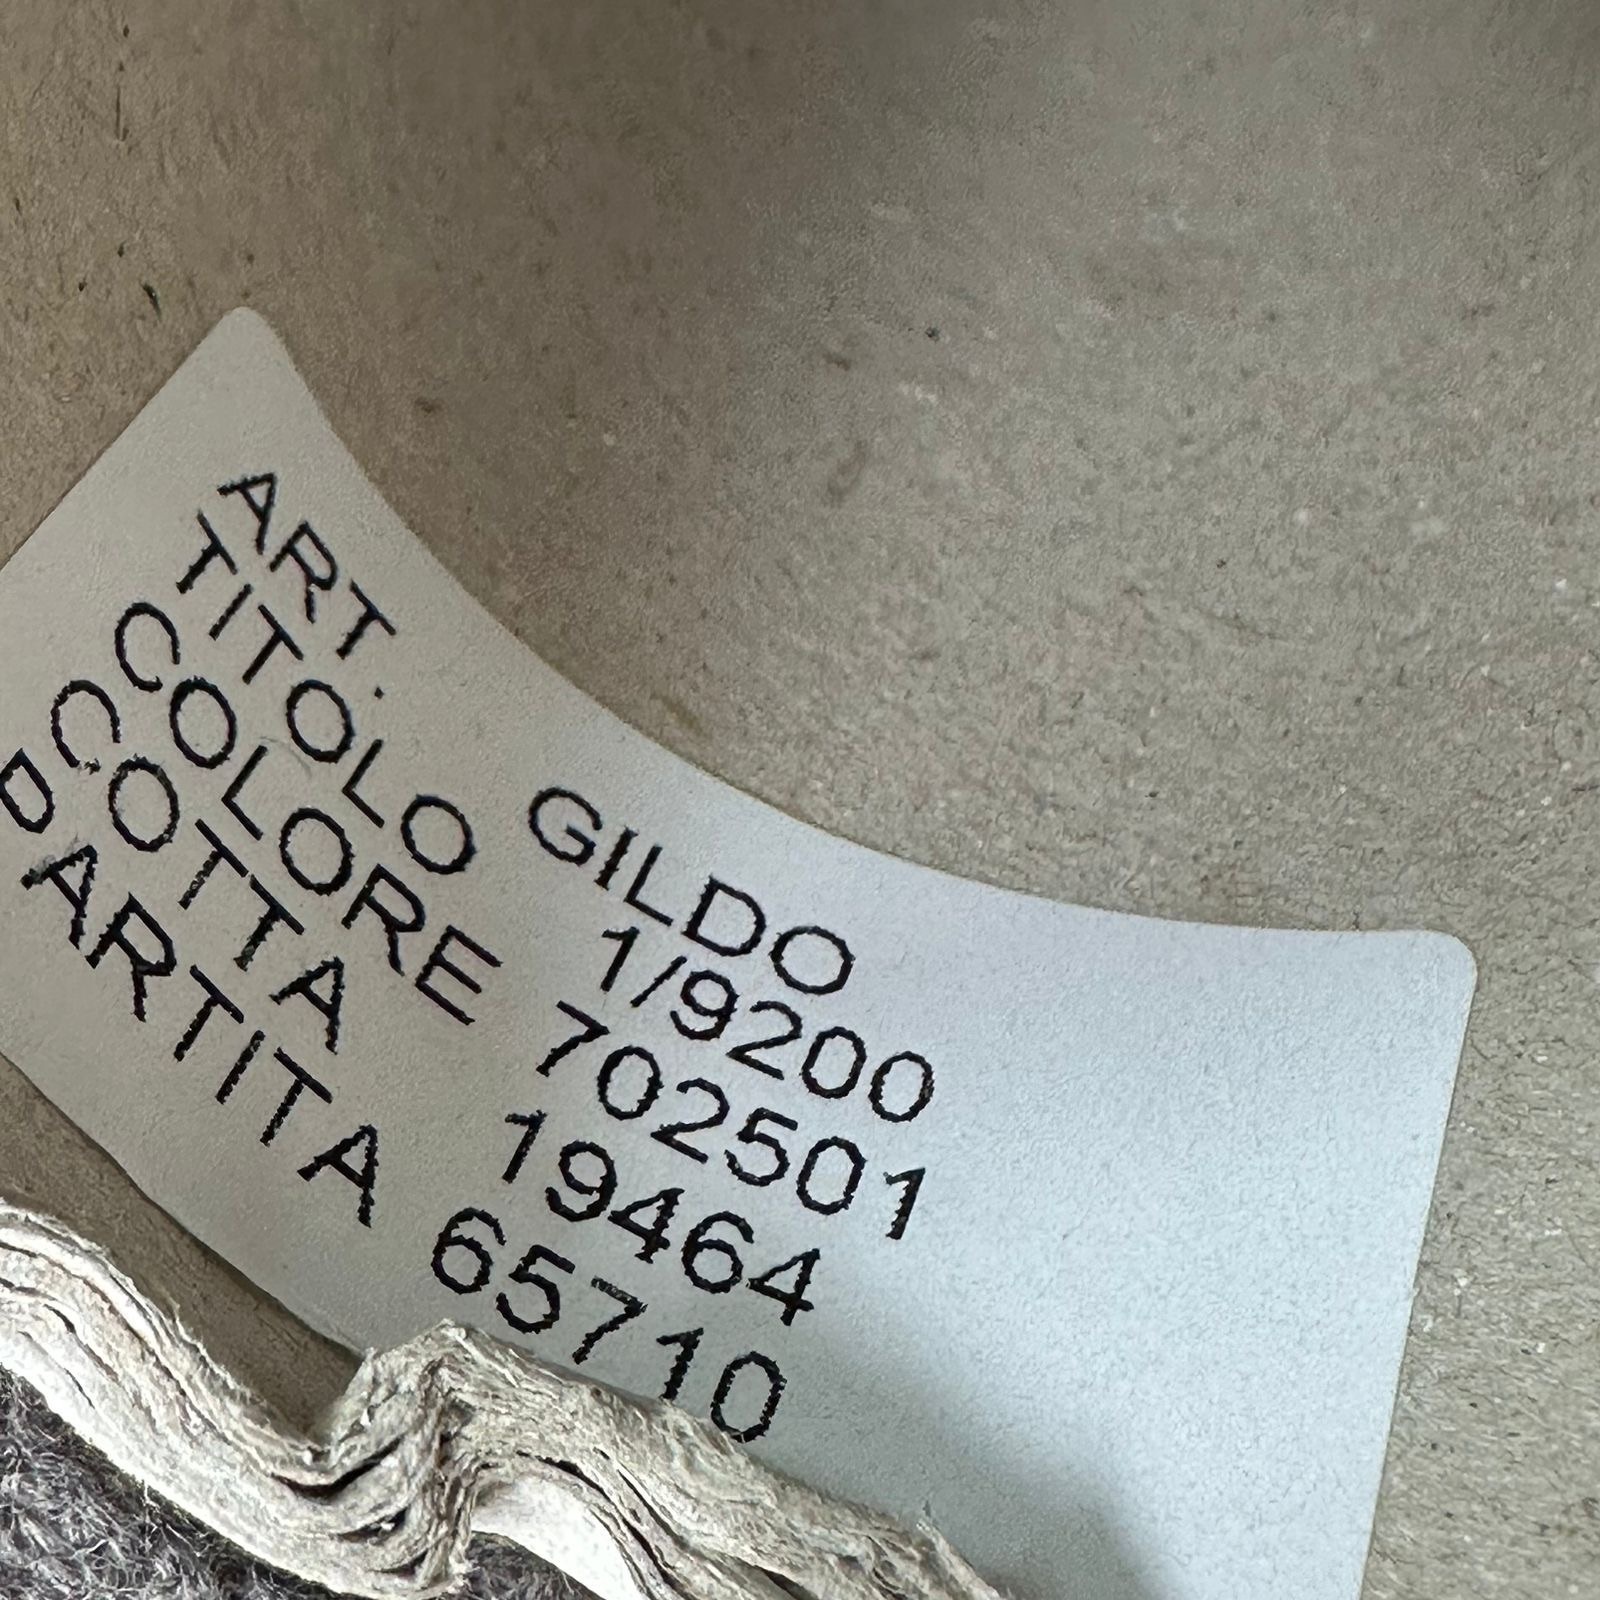 ART. GILDO
TITOLO 1/9200
COLORE 702501
COTTA 19464
PARTITA 65710